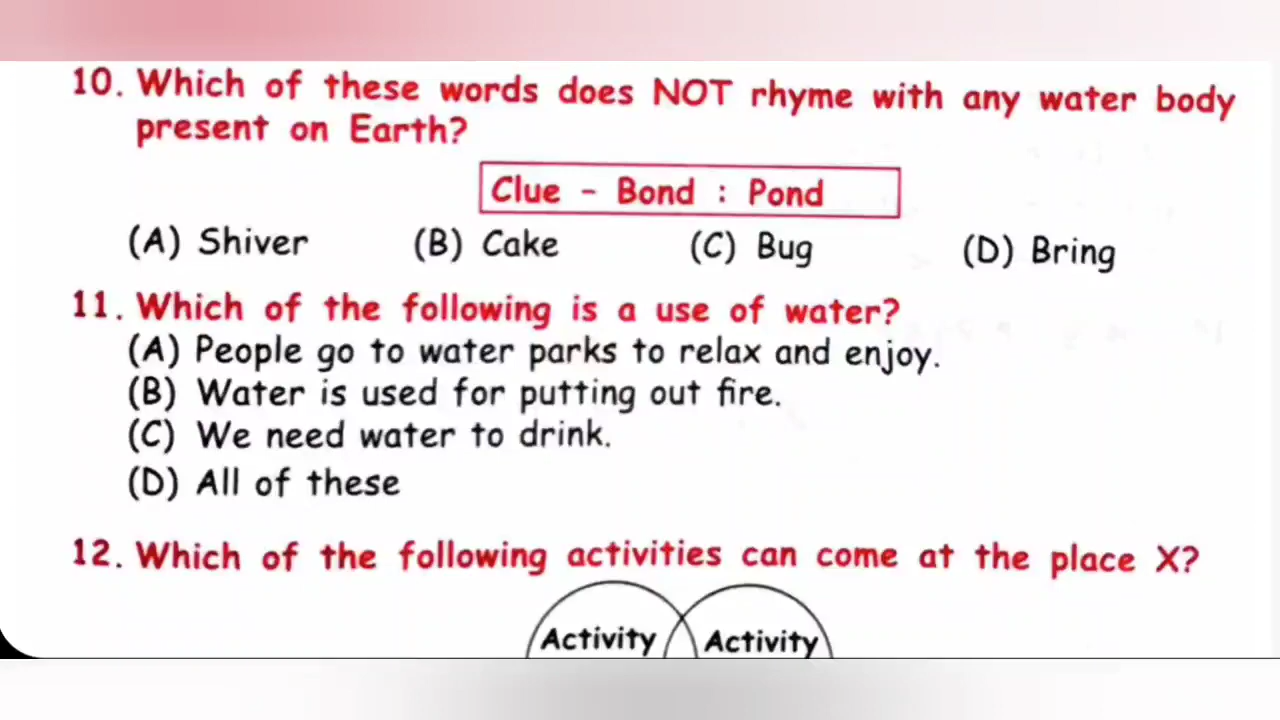 10. Which of these words does NOT rhyme with any water body
present on Earth?
Clue - Bond : Pond
(A) Shiver (B) Cake (C) Bug (D) Bring
11. Which of the following is a use of water?
(A) People go to water parks to relax and enjoy.
(B) Water is used for putting out fire.
(C) We need water to drink.
(D) All of these
12. Which of the following activities can come at the place X?
Activity Activity